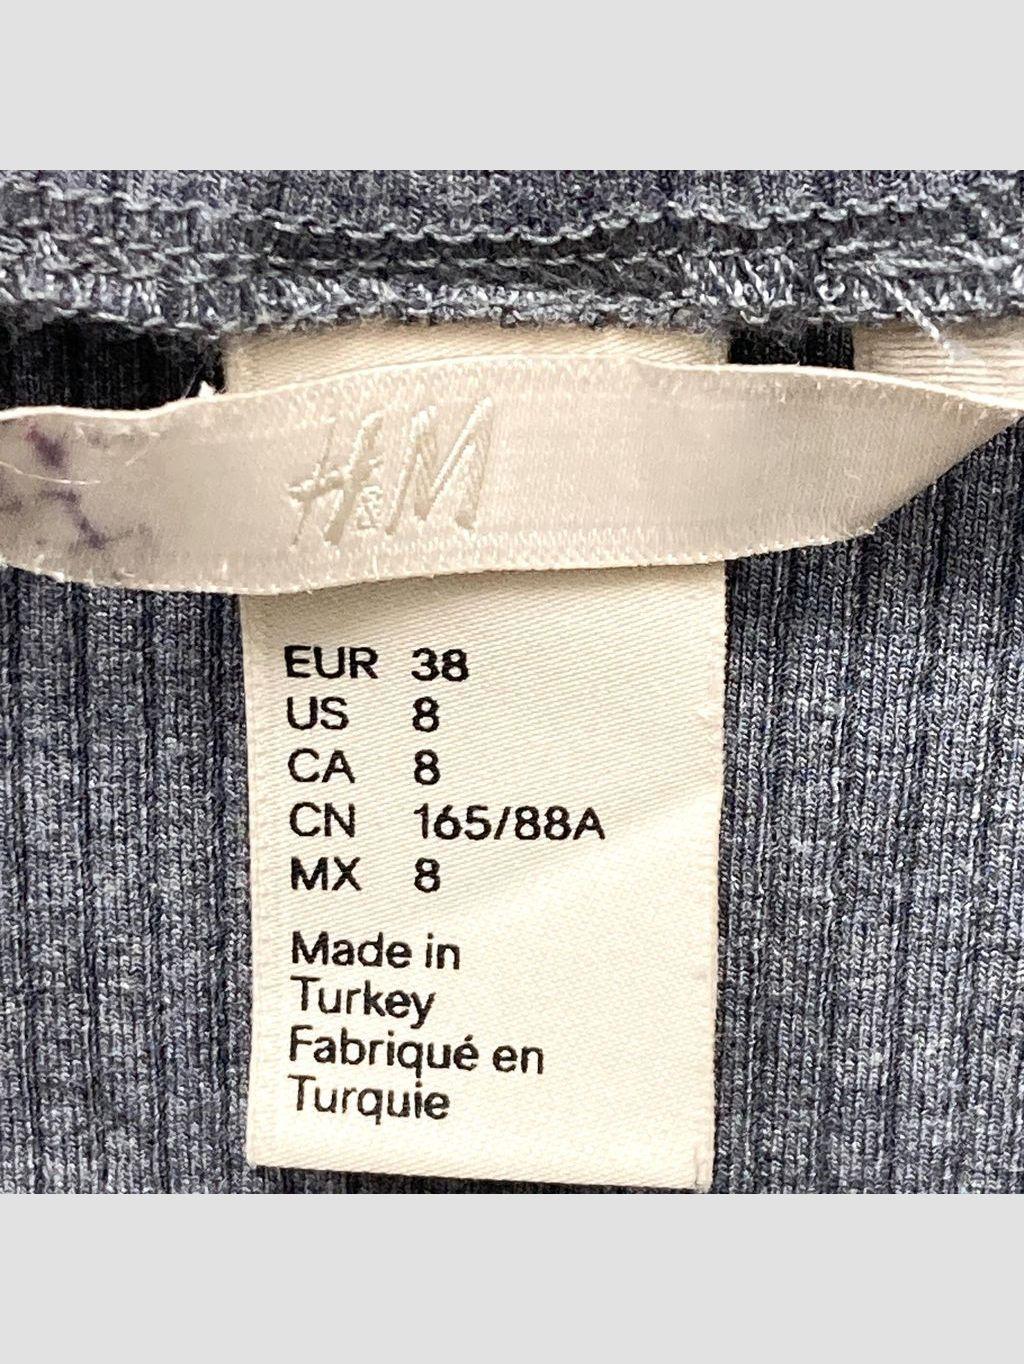 H&M
EUR 38
US 8
CA 8
CN 165/88A
MX 8
Made in
Turkey
Fabriqué en
Turquie